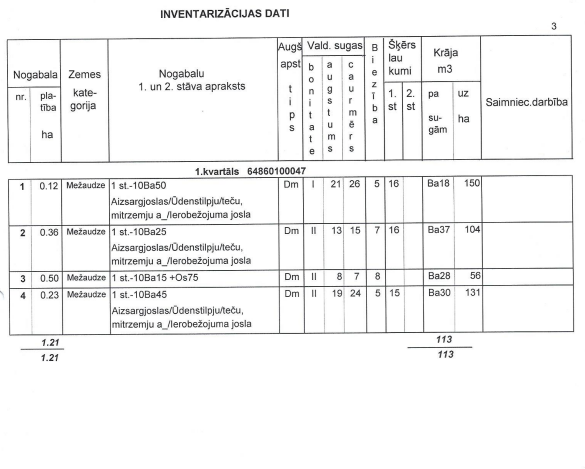 INVENTARIZĀCIJAS DATI
3
Nogabala
nr.
pla-
tība
ha
Zemes
kate-
gorija
Nogabalu
1. un 2. stāva apraksts
Augš
apst
t
i
p
s
Vald. sugas
b
o
n
i
t
a
t
e
a
u
g
s
t
u
m
s
c
a
u
r
m
ē
r
s
B
i
e
z
ī
b
a
Šķērs
lau
kumi
1.
st
2.
st
Krāja
m3
pa
su-
gām
uz
ha
Saimniec.darbība
1.kvartāls 64860100047
1 0.12 Mežaudze 1 st.-10Ba50 Dm I 21 26 5 16 Ba18 150
Aizsargjoslas/Ūdenstilpju/teču,
mitrzemju a_/Ierobežojuma josla
2 0.36 Mežaudze 1 st.-10Ba25 Dm II 13 15 7 16 Ba37 104
Aizsargjoslas/Ūdenstilpju/teču,
mitrzemju a_/Ierobežojuma josla
3 0.50 Mežaudze 1 st.-10Ba15 +Os75 Dm II 8 7 8 Ba28 56
4 0.23 Mežaudze 1 st.-10Ba45 Dm II 19 24 5 15 Ba30 131
Aizsargjoslas/Ūdenstilpju/teču,
mitrzemju a_/Ierobežojuma josla
1.21 113
1.21 113